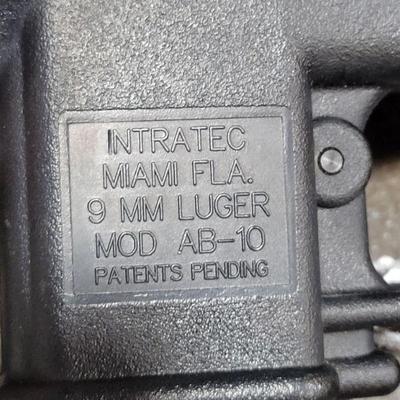 INTRATEC
MIAMI FLA.
9 MM LUGER
MOD AB-10
PATENTS PENDING